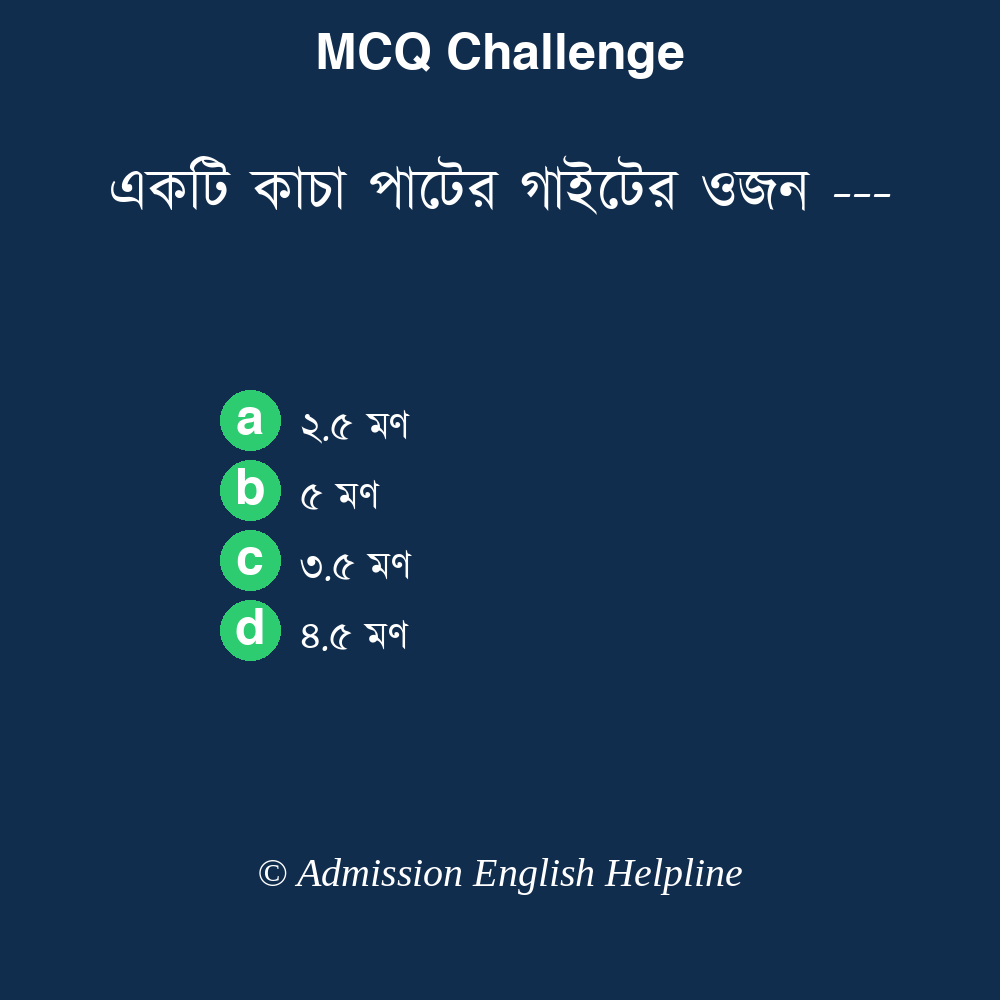 MCQ Challenge
একটি কাচা পাটের গাইটের ওজন ---
a ২.৫ মণ
b ৫ মণ
c ৩.৫ মণ
d ৪.৫ মণ
© Admission English Helpline